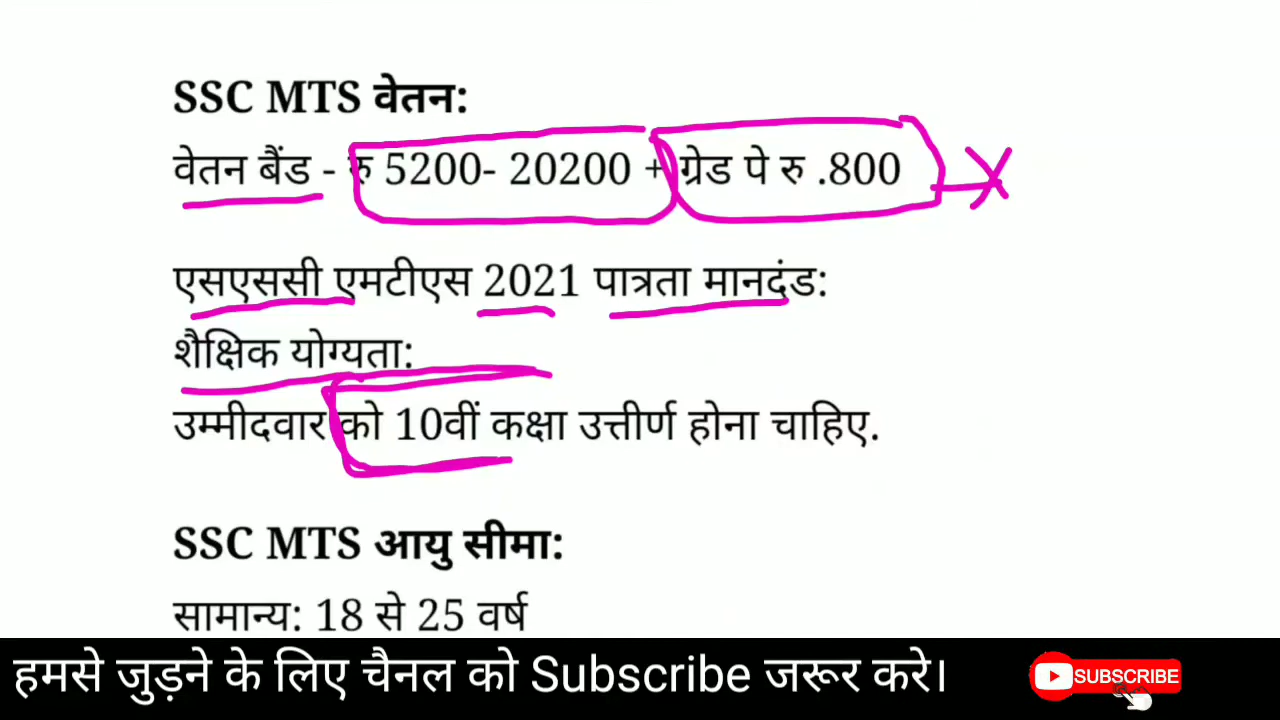 SSC MTS वेतन:
वेतन बैंड - रु 5200- 20200 + ग्रेड पे रु .800
एसएससी एमटीएस 2021 पात्रता मानदंड:
शैक्षिक योग्यता:
उम्मीदवार को 10वीं कक्षा उत्तीर्ण होना चाहिए.
SSC MTS आयु सीमा:
सामान्य: 18 से 25 वर्ष
हमसे जुड़ने के लिए चैनल को Subscribe जरूर करे।
SUBSCRIBE